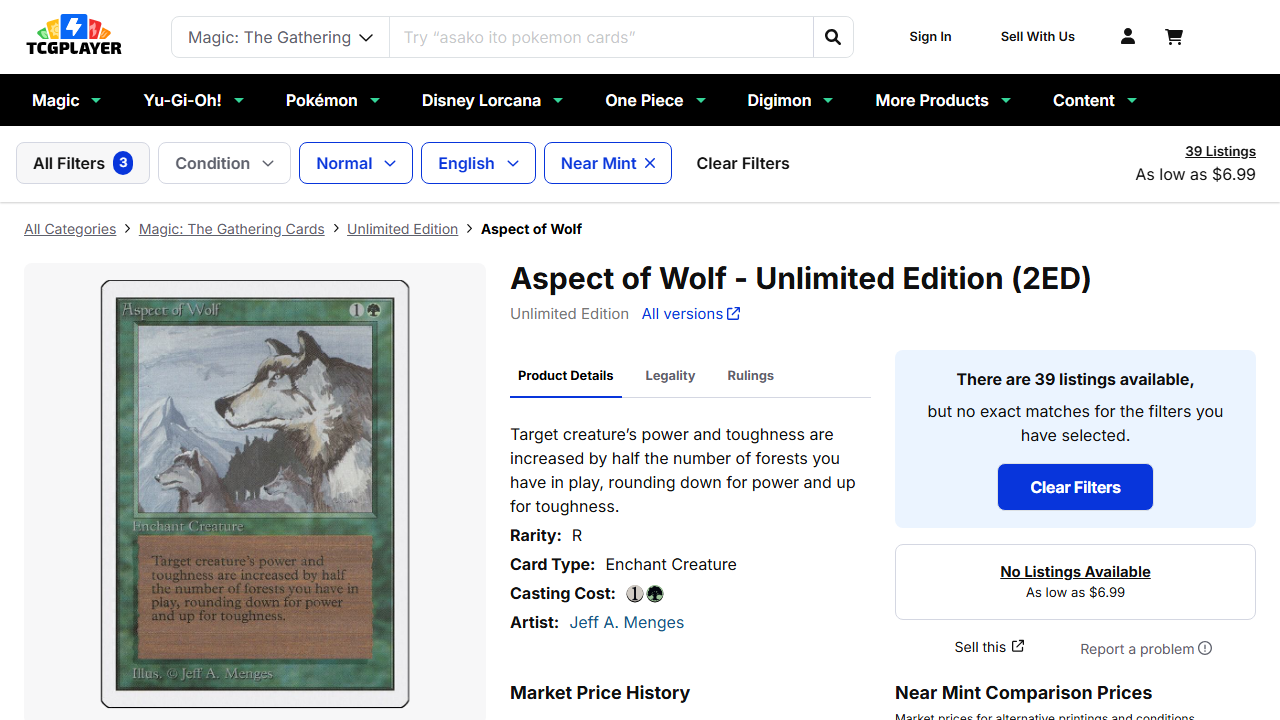 TCGPLAYER
Magic: The Gathering
Try “asako ito pokemon cards”
Sign In
Sell With Us
Magic
Yu-Gi-Oh!
Pokémon
Disney Lorcana
One Piece
Digimon
More Products
Content
All Filters 3
Condition
Normal
English
Near Mint
Clear Filters
39 Listings
As low as $6.99
All Categories > Magic: The Gathering Cards > Unlimited Edition > Aspect of Wolf
Aspect of Wolf 1
Enchant Creature
Target creature's power and
toughness are increased by half
the number of forests you have in
play, rounding down for power
and up for toughness.
Illus. © Jeff A. Menges
Aspect of Wolf - Unlimited Edition (2ED)
Unlimited Edition All versions
Product Details
Legality
Rulings
Target creature’s power and toughness are
increased by half the number of forests you
have in play, rounding down for power and up
for toughness.
Rarity: R
Card Type: Enchant Creature
Casting Cost: 1
Artist: Jeff A. Menges
Market Price History
There are 39 listings available,
but no exact matches for the filters you
have selected.
Clear Filters
No Listings Available
As low as $6.99
Sell this
Report a problem
Near Mint Comparison Prices
Market prices for alternative printings and conditions